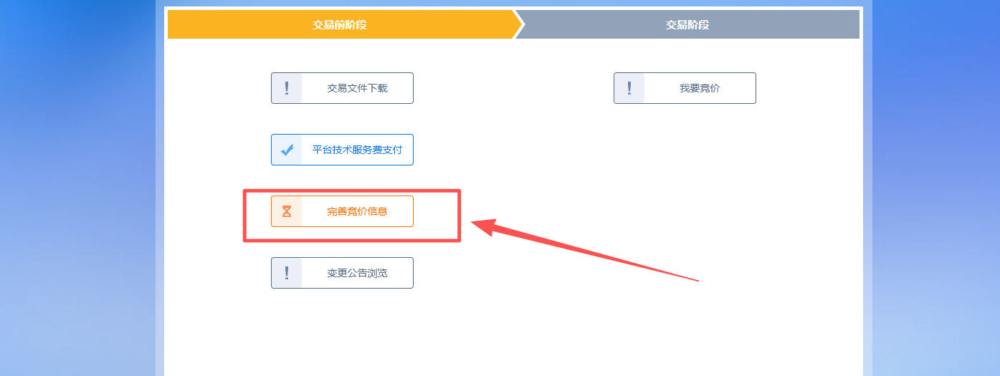 交易前阶段
交易阶段
交易文件下载
我要竞价
平台技术服务费支付
完善竞价信息
变更公告浏览